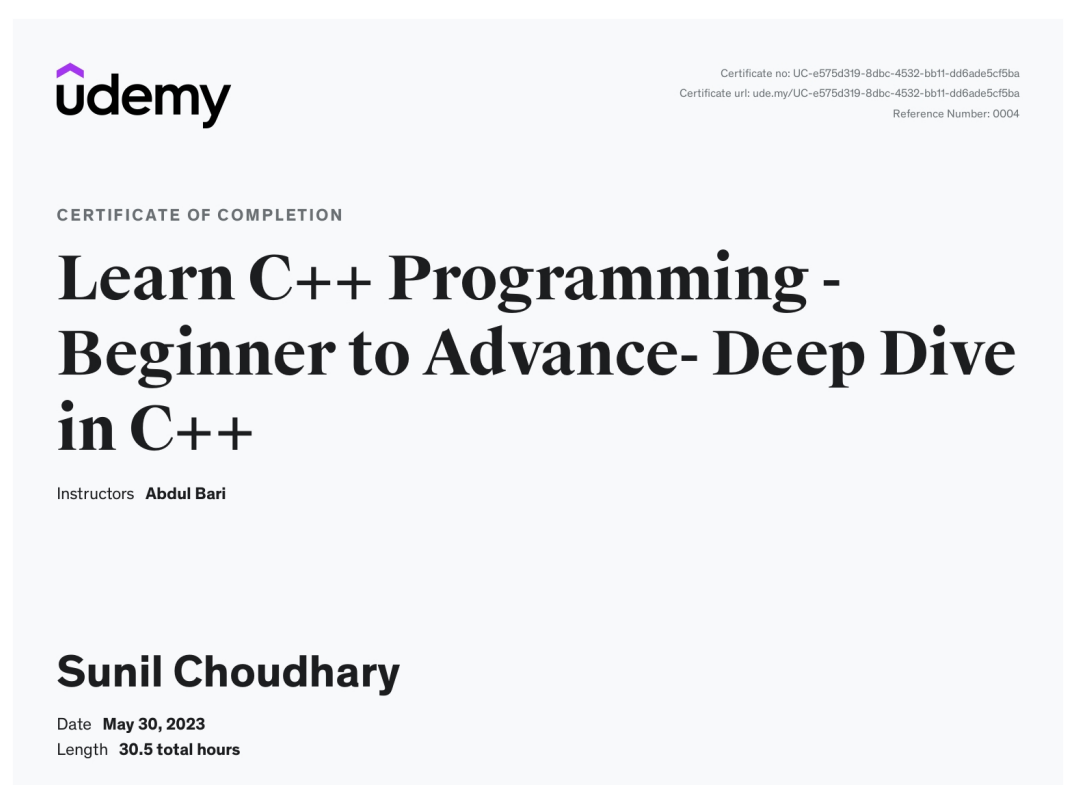 udemy
Certificate no: UC-e575d319-8dbc-4532-bb11-dd6ade5cf5ba
Certificate url: ude.my/UC-e575d319-8dbc-4532-bb11-dd6ade5cf5ba
Reference Number: 0004
CERTIFICATE OF COMPLETION
Learn C++ Programming -
Beginner to Advance- Deep Dive
in C++
Instructors Abdul Bari
Sunil Choudhary
Date May 30, 2023
Length 30.5 total hours